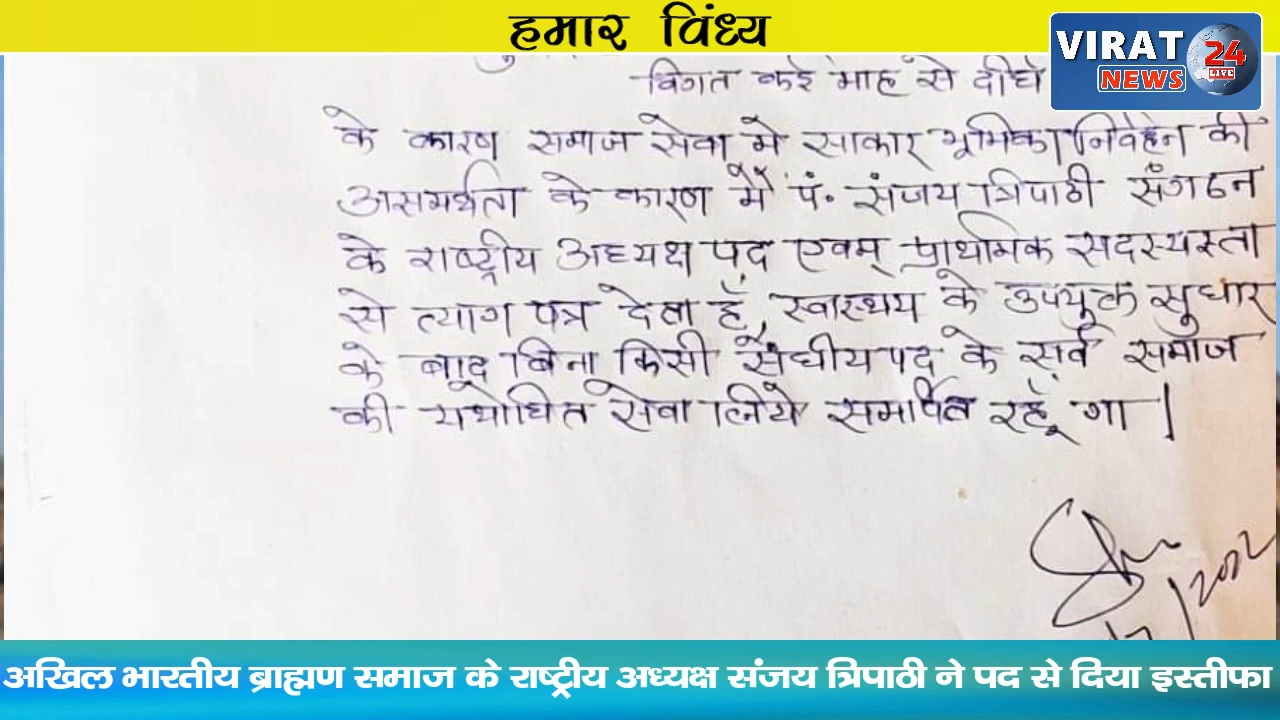 हमार विंध्य
VIRAT
24
NEWS
LIVE
विगत कई माह से दीर्घ
के कारण समाज सेवा मे साकार भूमिका निर्वहन की
असमर्थता के कारण मैं पं. संजय त्रिपाठी संगठन
के राष्ट्रीय अध्यक्ष पद एवम् प्राथमिक सदस्यता
से त्याग पत्र देता हूँ, स्वास्थय के उपयुक्त सुधार
के बाद बिना किसी संघीय पद के सर्व समाज
की यथोचित सेवा लिये समर्पित रहूँ गा |
अखिल भारतीय ब्राह्मण समाज के राष्ट्रीय अध्यक्ष संजय त्रिपाठी ने पद से दिया इस्तीफा